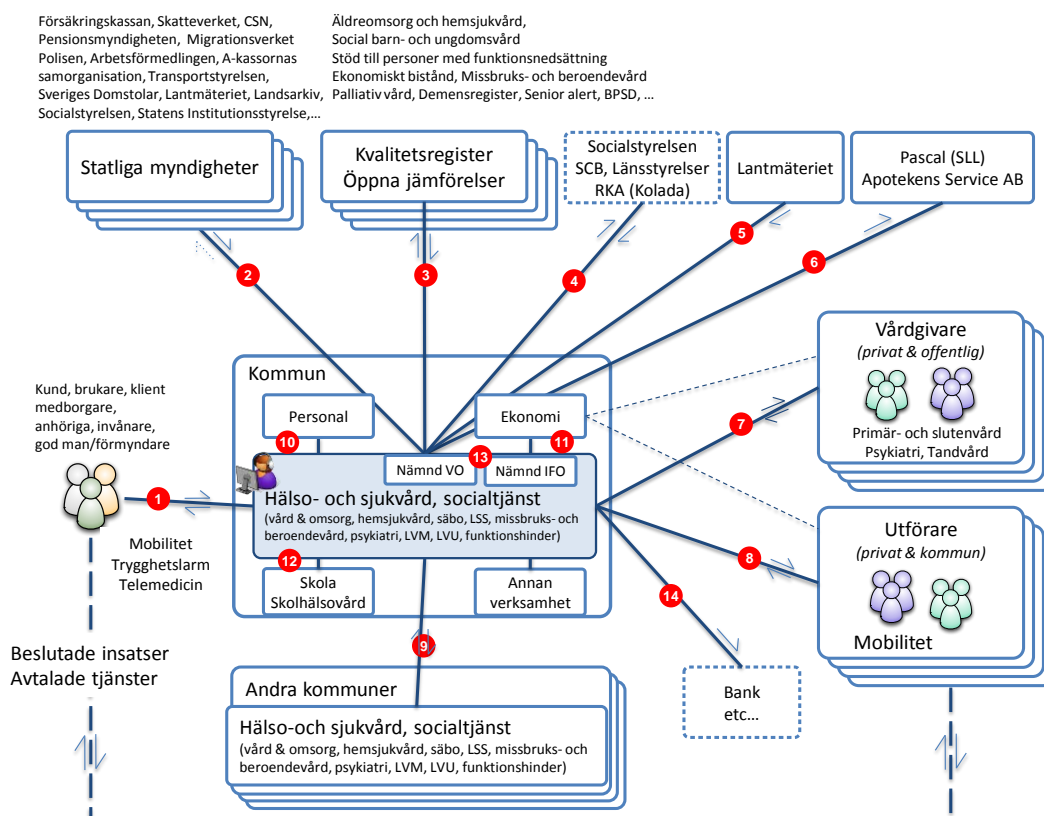 Försäkringskassan, Skatteverket, CSN,
Pensionsmyndigheten, Migrationsverket
Polisen, Arbetsförmedlingen, A-kassornas
samorganisation, Transportstyrelsen,
Sveriges Domstolar, Lantmäteriet, Landsarkiv,
Socialstyrelsen, Statens Institutionsstyrelse,...
Äldreomsorg och hemsjukvård,
Social barn- och ungdomsvård
Stöd till personer med funktionsnedsättning
Ekonomiskt bistånd, Missbruks- och beroendevård
Palliativ vård, Demensregister, Senior alert, BPSD, ...
Statliga myndigheter
Kvalitetsregister
Öppna jämförelser
Socialstyrelsen
SCB, Länsstyrelser
RKA (Kolada)
Lantmäteriet
Pascal (SLL)
Apotekens Service AB
2
3
4
5
6
Vårdgivare
(privat & offentlig)
Primär- och slutenvård
Psykiatri, Tandvård
7
Kund, brukare, klient
medborgare,
anhöriga, invånare,
god man/förmyndare
1
Mobilitet
Trygghetslarm
Telemedicin
Kommun
Personal
10
Ekonomi
11
13
Nämnd VO
Nämnd IFO
Hälso- och sjukvård, socialtjänst
(vård & omsorg, hemsjukvård, säbo, LSS, missbruks- och
beroendevård, psykiatri, LVM, LVU, funktionshinder)
12
Skola
Skolhälsovård
Annan
verksamhet
8
Utförare
(privat & kommun)
Mobilitet
14
9
Beslutade insatser
Avtalade tjänster
Andra kommuner
Hälso-och sjukvård, socialtjänst
(vård & omsorg, hemsjukvård, säbo, LSS, missbruks- och
beroendevård, psykiatri, LVM, LVU, funktionshinder)
Bank
etc...